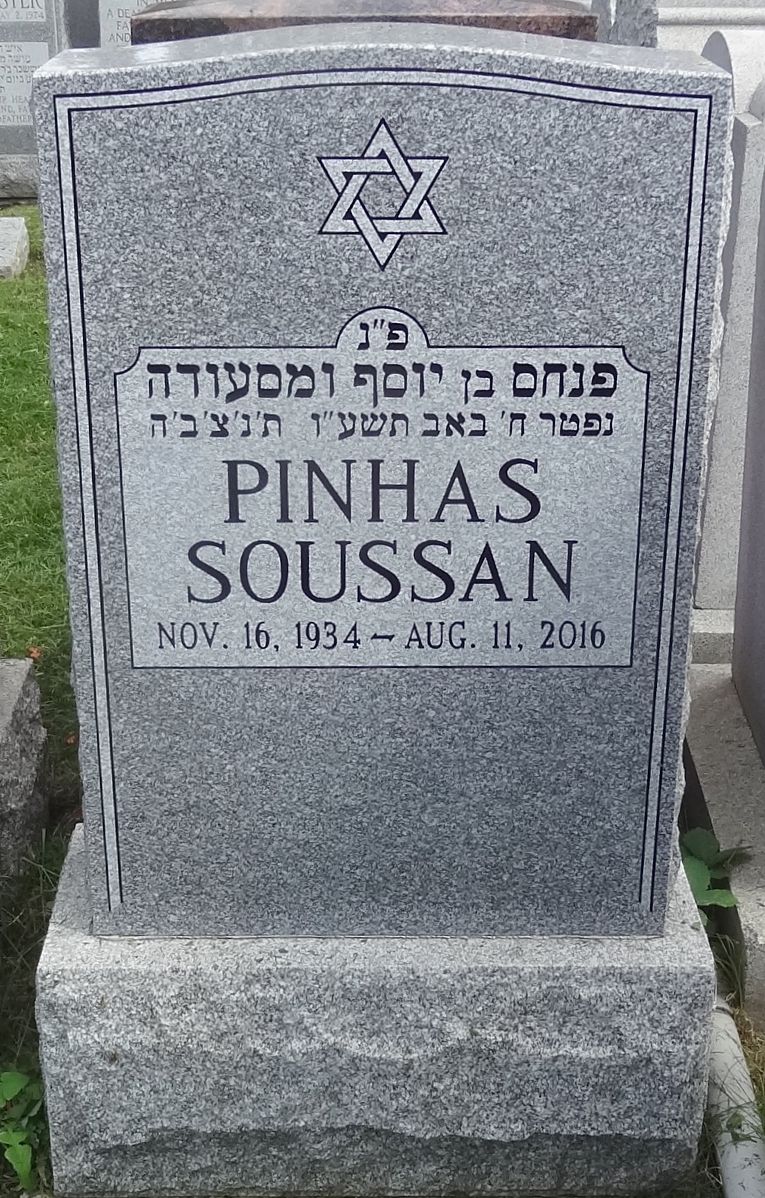 פ"נ
פנחס בן יוסף ומסעודה
נפטר ח' באב תשע"ו ת'נ'צ'ב'ה
PINHAS
SOUSSAN
NOV. 16, 1934 – AUG. 11, 2016